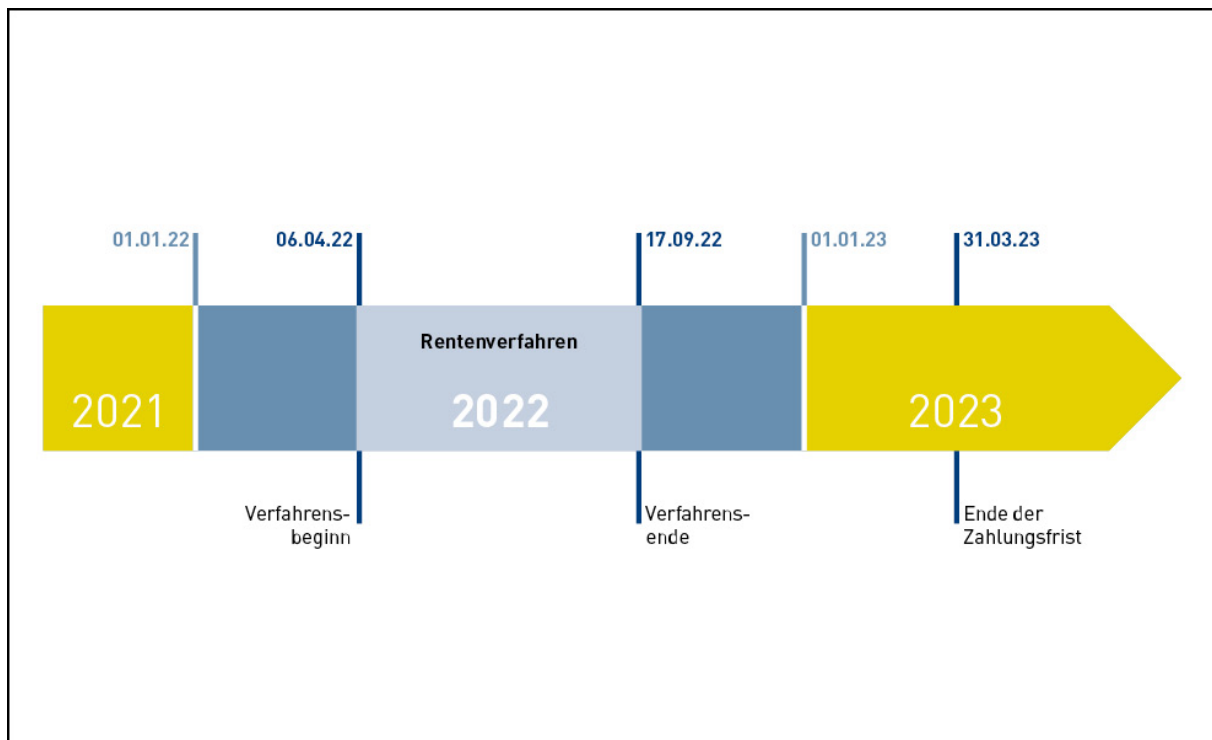 01.01.22
06.04.22
17.09.22
01.01.23
31.03.23
Rentenverfahren
2021
2022
2023
Verfahrens-
beginn
Verfahrens-
ende
Ende der
Zahlungsfrist